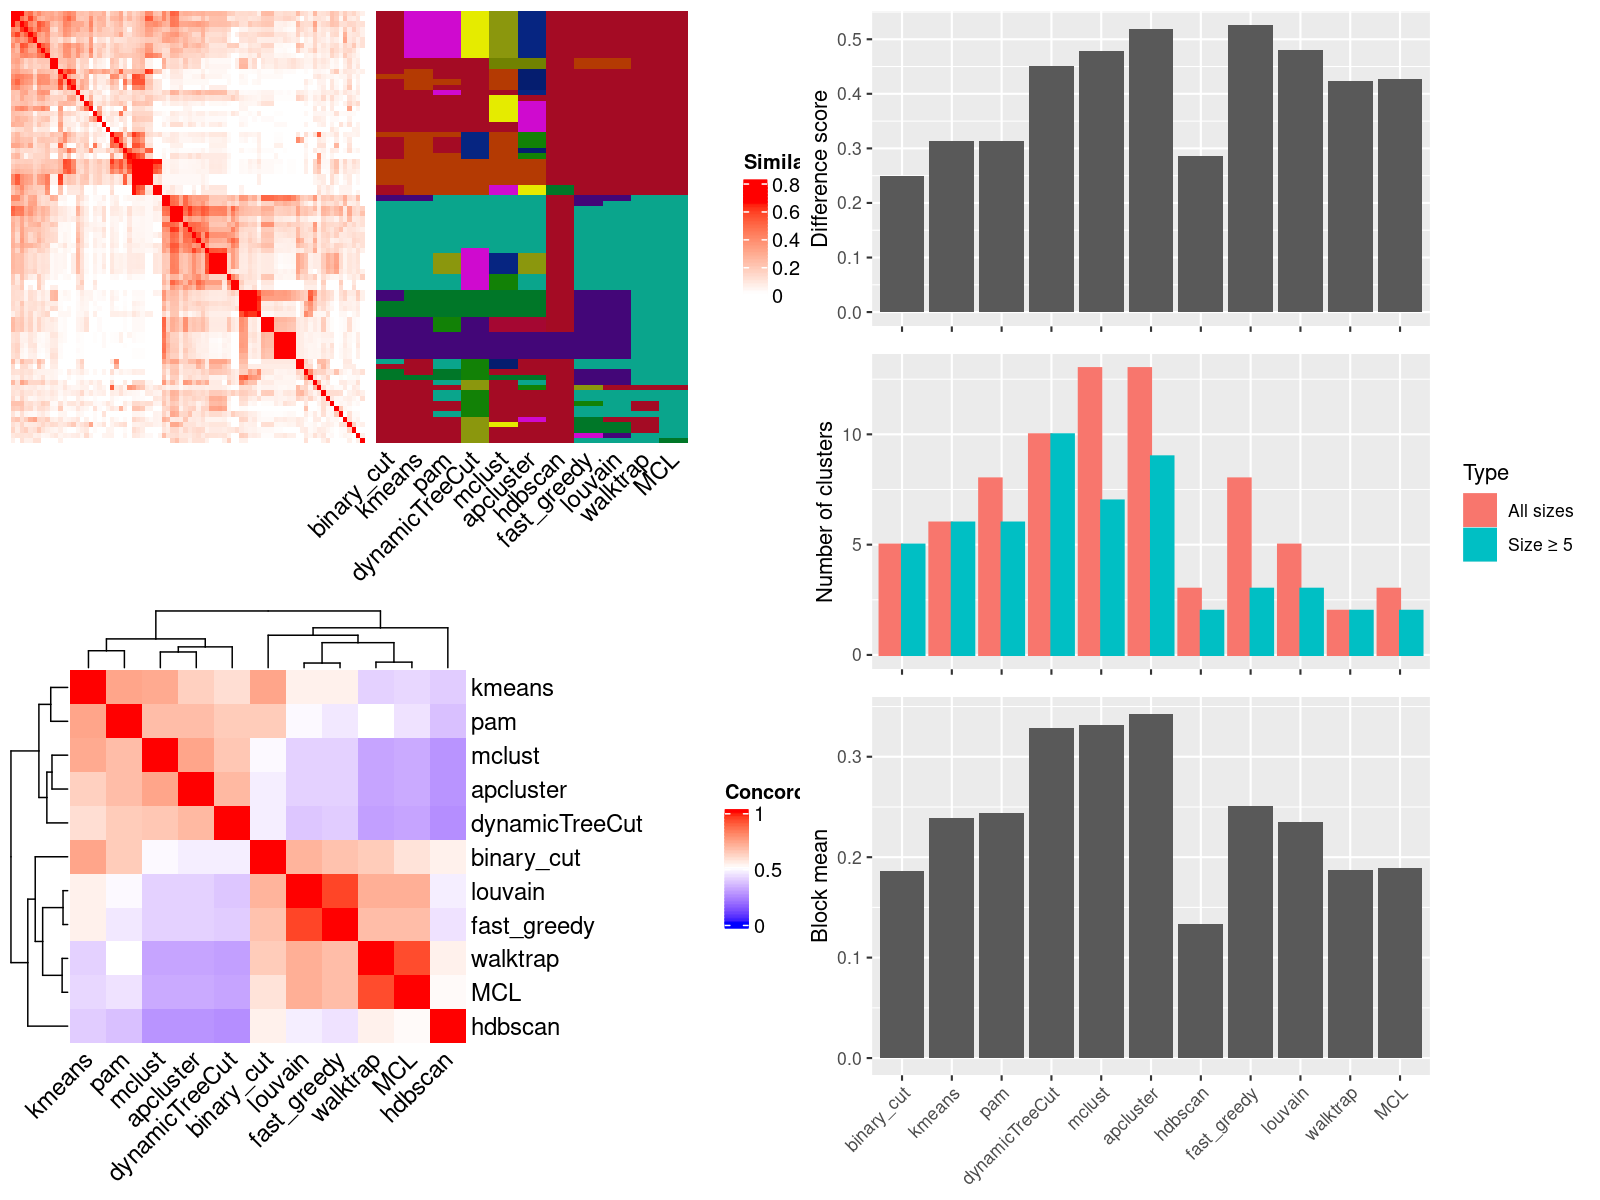 Simila
0.8
0.6
0.4
0.2
0
binary_cut
kmeans
pam
dynamicTreeCut
mclust
apcluster
hdbscan
fast_greedy
louvain
walktrap
MCL
Difference score
0.5
0.4
0.3
0.2
0.1
0.0
Number of clusters
10
5
0
Type
All sizes
Size ≥ 5
kmeans
pam
mclust
apcluster
dynamicTreeCut
binary_cut
louvain
fast_greedy
walktrap
MCL
hdbscan
kmeans
pam
mclust
apcluster
dynamicTreeCut
binary_cut
louvain
fast_greedy
walktrap
MCL
hdbscan
Concord
1
0.5
0
Block mean
0.3
0.2
0.1
0.0
binary_cut
kmeans
pam
dynamicTreeCut
mclust
apcluster
hdbscan
fast_greedy
louvain
walktrap
MCL